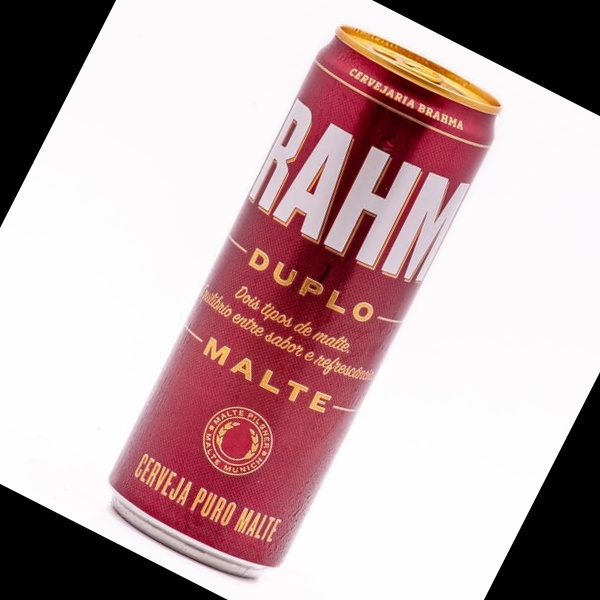 CERVEJARIA BRAHMA
RAHM
DUPLO
Dois tipos de malte,
entre sabor e
MALTE
MALTE PILSNER
MALTE MUNICH
CERVEJA PURO MALTE